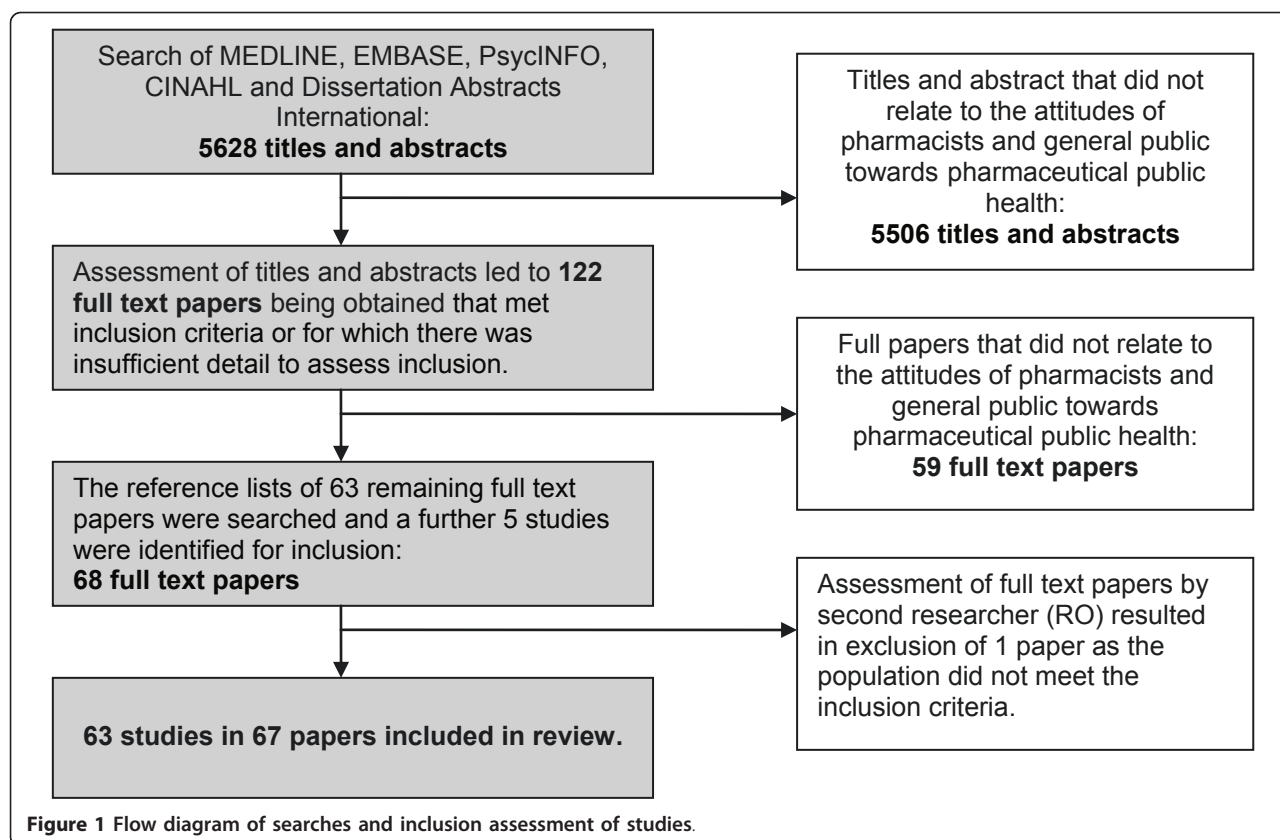 Search of MEDLINE, EMBASE, PsycINFO,
CINAHL and Dissertation Abstracts
International:
5628 titles and abstracts
Titles and abstract that did not
relate to the attitudes of
pharmacists and general public
towards pharmaceutical public
health:
5506 titles and abstracts
Assessment of titles and abstracts led to 122
full text papers being obtained that met
inclusion criteria or for which there was
insufficient detail to assess inclusion.
Full papers that did not relate to
the attitudes of pharmacists and
general public towards
pharmaceutical public health:
59 full text papers
The reference lists of 63 remaining full text
papers were searched and a further 5 studies
were identified for inclusion:
68 full text papers
Assessment of full text papers by
second researcher (RO) resulted
in exclusion of 1 paper as the
population did not meet the
inclusion criteria.
63 studies in 67 papers included in review.
Figure 1 Flow diagram of searches and inclusion assessment of studies.